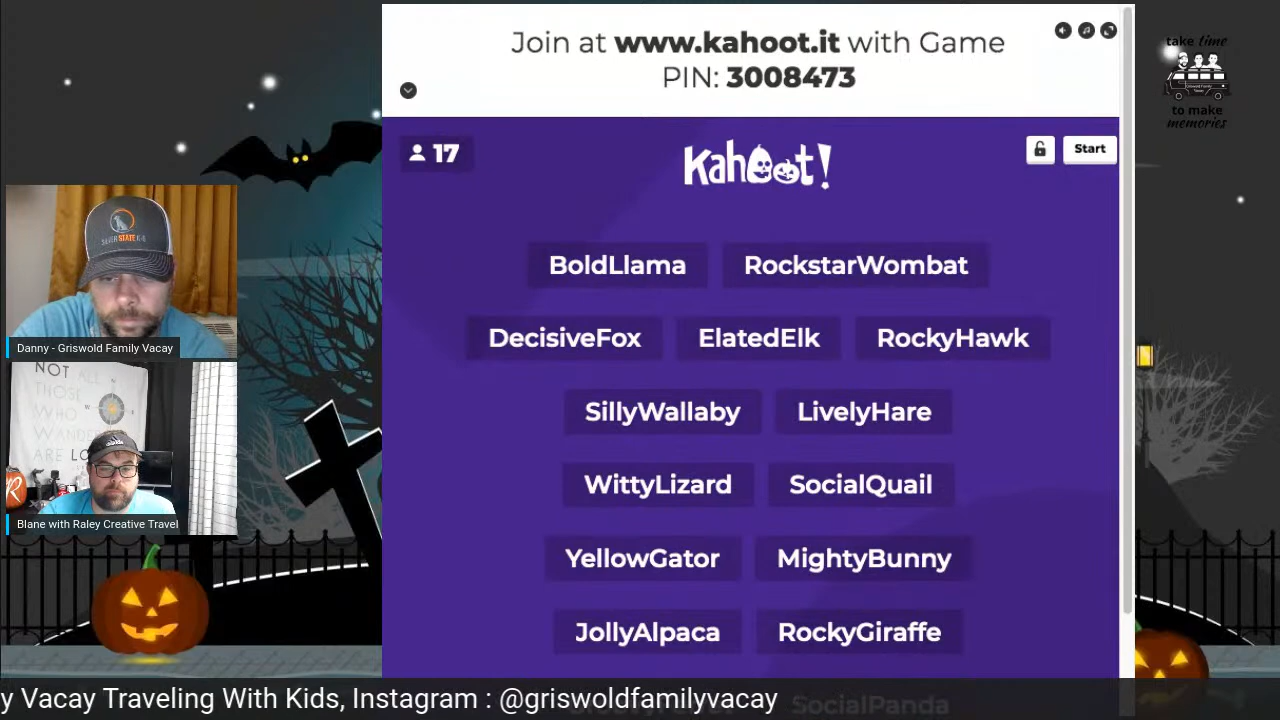 Join at www.kahoot.it with Game
PIN: 3008473
take time
to make
memories
17
Kahoot!
Start
BoldLlama RockstarWombat
DecisiveFox ElatedElk RockyHawk
SillyWallaby LivelyHare
WittyLizard SocialQuail
YellowGator MightyBunny
JollyAlpaca RockyGiraffe
SocialPanda
Danny - Griswold Family Vacay
NOT ALL
THOSE
WHO
WANDER
ARE LO
Blane with Raley Creative Travel
y Vacay Traveling With Kids, Instagram : @griswoldfamilyvacay